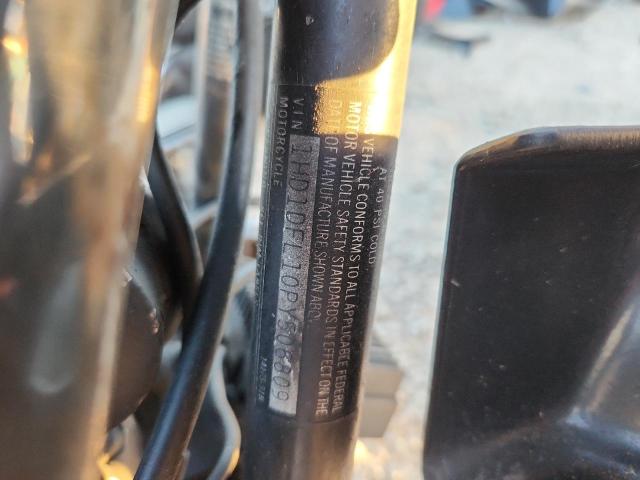 AT 40 PSI COLD
VEHICLE CONFORMS TO ALL APPLICABLE FEDERAL
MOTOR VEHICLE SAFETY STANDARDS IN EFFECT ON THE
DATE OF MANUFACTURE SHOWN ABOVE
VIN 1HD1DFL10PY508809
MOTORCYCLE